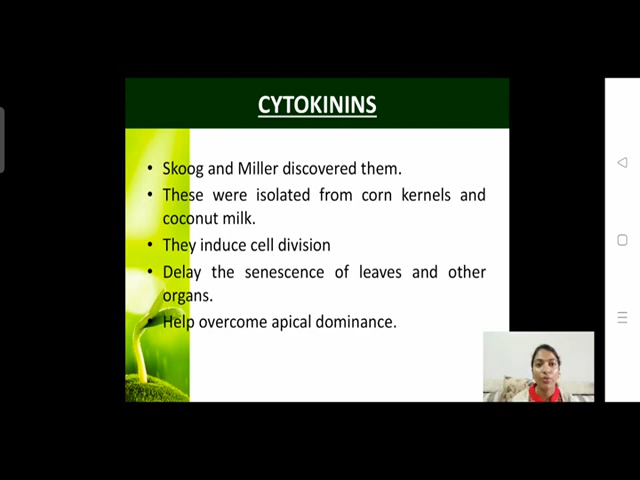 CYTOKININS
• Skoog and Miller discovered them.
• These were isolated from corn kernels and
coconut milk.
• They induce cell division
• Delay the senescence of leaves and other
organs.
• Help overcome apical dominance.